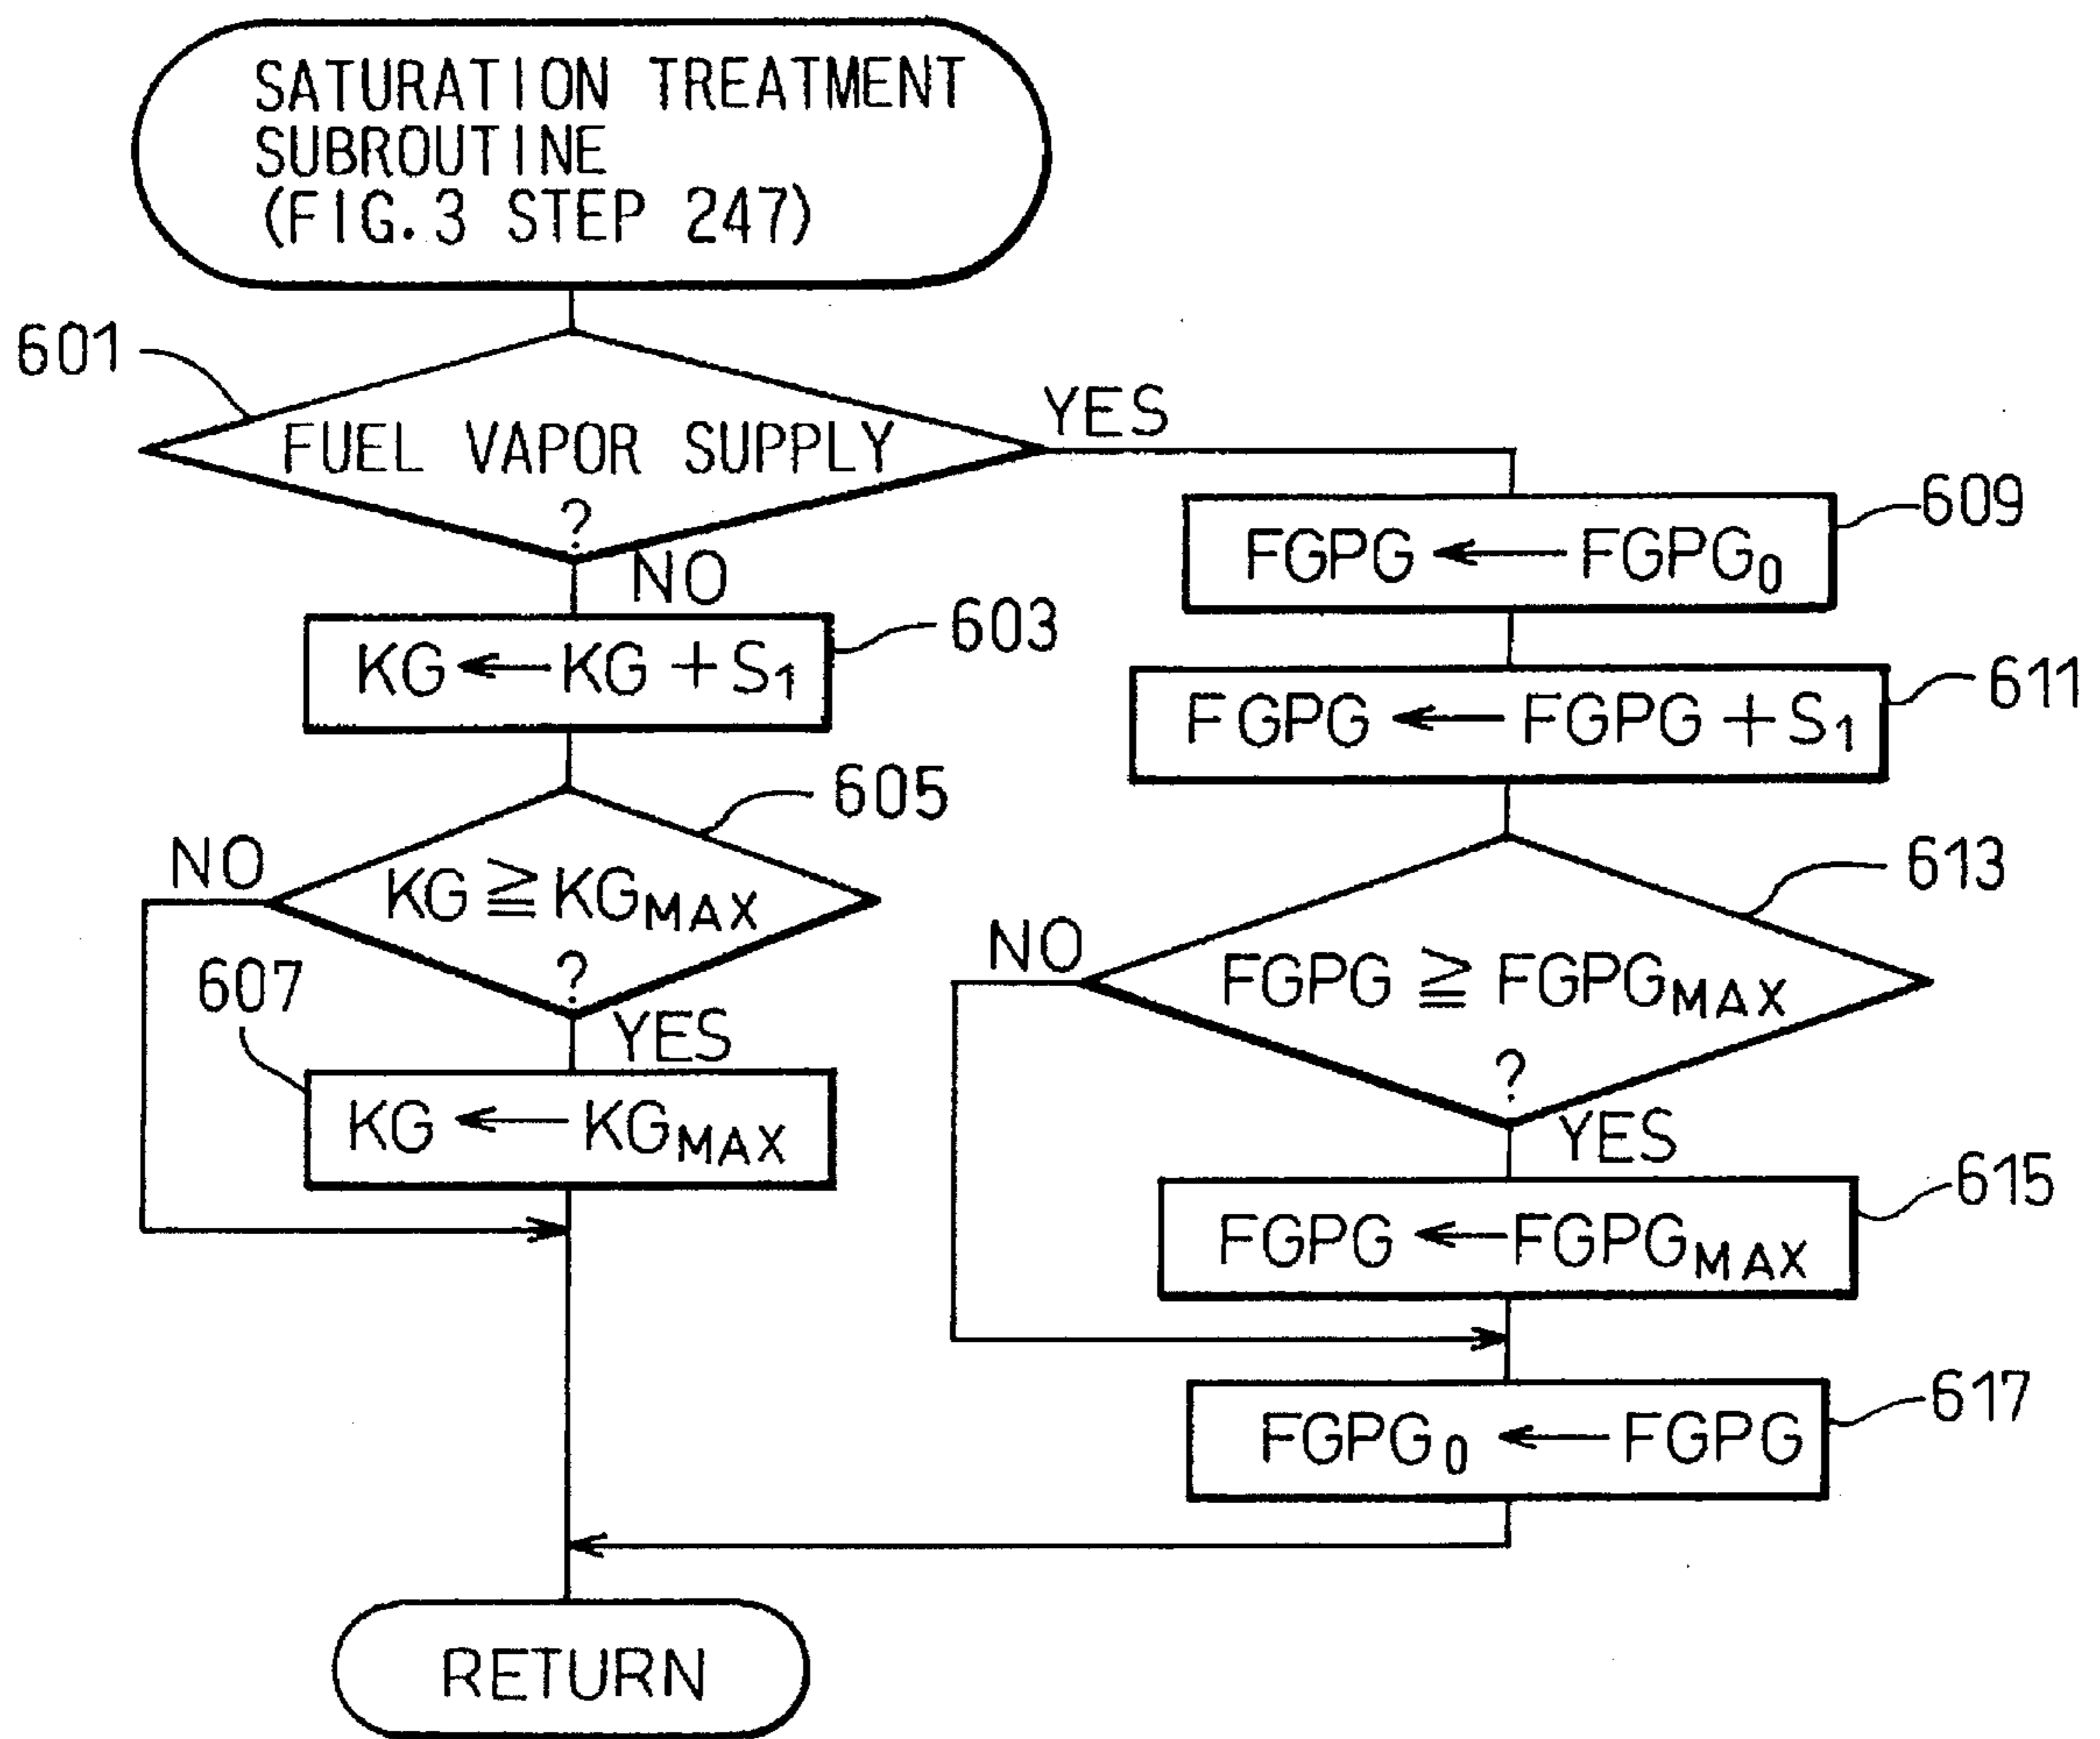 SATURATION TREATMENT
SUBROUTINE
(FIG.3 STEP 247)
601
FUEL VAPOR SUPPLY
?
YES
NO
603
KG ← KG + S₁
605
KG ≧ KGMAX
?
NO
YES
607
KG ← KGMAX
609
FGPG ← FGPG₀
611
FGPG ← FGPG + S₁
613
FGPG ≧ FGPGMAX
?
NO
YES
615
FGPG ← FGPGMAX
617
FGPG₀ ← FGPG
RETURN